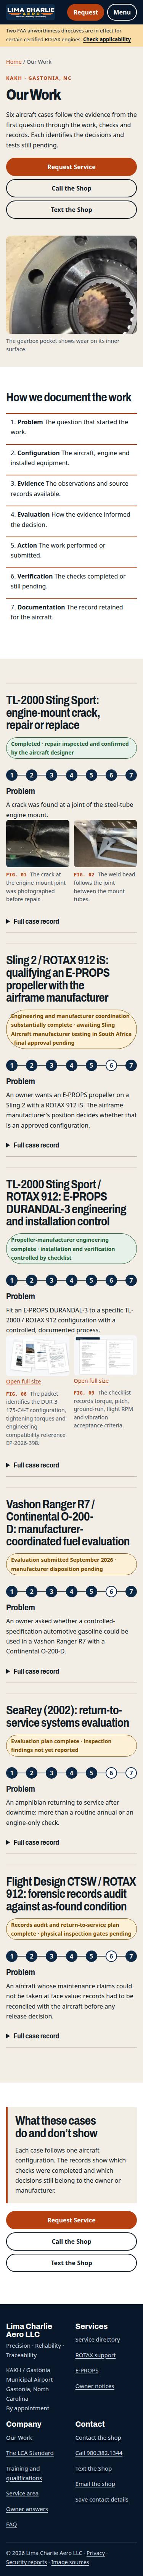 LIMA CHARLIE
AERO
Request
Menu
Two FAA airworthiness directives are in effect for
certain certified ROTAX engines. Check applicability
Home / Our Work
KAKH · GASTONIA, NC
Our Work
Six aircraft cases follow the evidence from the
first question through the work, checks and
records. Each identifies the decisions and
tests still pending.
Request Service
Call the Shop
Text the Shop
The gearbox pocket shows wear on its inner
surface.
How we document the work
1. Problem The question that started the
work.
2. Configuration The aircraft, engine and
installed equipment.
3. Evidence The observations and source
records available.
4. Evaluation How the evidence informed
the decision.
5. Action The work performed or
submitted.
6. Verification The checks completed or
still pending.
7. Documentation The record retained
for the aircraft.
TL-2000 Sting Sport:
engine-mount crack,
repair or replace
Completed · repair inspected and confirmed
by the aircraft designer
1 2 3 4 5 6 7
Problem
A crack was found at a joint of the steel-tube
engine mount.
FIG. 01 The crack at
the engine-mount joint
was photographed
before repair.
FIG. 02 The weld bead
follows the joint
between the mount
tubes.
Full case record
Sling 2 / ROTAX 912 iS:
qualifying an E-PROPS
propeller with the
airframe manufacturer
Engineering and manufacturer coordination
substantially complete · awaiting Sling
Aircraft manufacturer testing in South Africa
· final approval pending
1 2 3 4 5 6 7
Problem
An owner wants an E-PROPS propeller on a
Sling 2 with a ROTAX 912 iS. The airframe
manufacturer's position decides whether that
is an approved configuration.
Full case record
TL-2000 Sting Sport /
ROTAX 912: E-PROPS
DURANDAL-3 engineering
and installation control
Propeller-manufacturer engineering
complete · installation and verification
controlled by checklist
1 2 3 4 5 6 7
Problem
Fit an E-PROPS DURANDAL-3 to a specific TL-
2000 / ROTAX 912 configuration with a
controlled, documented process.
Open full size
FIG. 08 The packet
identifies the DUR-3-
175-C4-F configuration,
tightening torques and
engineering
compatibility reference
EP-2026-398.
Open full size
FIG. 09 The checklist
records torque, pitch,
ground-run, flight RPM
and vibration
acceptance criteria.
Full case record
Vashon Ranger R7 /
Continental O-200-
D: manufacturer-
coordinated fuel evaluation
Evaluation submitted September 2026 ·
manufacturer disposition pending
1 2 3 4 5 6 7
Problem
An owner asked whether a controlled-
specification automotive gasoline could be
used in a Vashon Ranger R7 with a
Continental O-200-D.
Full case record
SeaRey (2002): return-to-
service systems evaluation
Evaluation plan complete · inspection
findings not yet reported
1 2 3 4 5 6 7
Problem
An amphibian returning to service after
downtime: more than a routine annual or an
engine-only check.
Full case record
Flight Design CTSW / ROTAX
912: forensic records audit
against as-found condition
Records audit and return-to-service plan
complete · physical inspection gates pending
1 2 3 4 5 6 7
Problem
An aircraft whose maintenance claims could
not be taken at face value: records had to be
reconciled with the aircraft before any
release decision.
Full case record
What these cases
do and don't show
Each case follows one aircraft
configuration. The records show which
checks were completed and which
decisions still belong to the owner or
manufacturer.
Request Service
Call the Shop
Text the Shop
Lima Charlie
Aero LLC
Precision · Reliability ·
Traceability
KAKH / Gastonia
Municipal Airport
Gastonia, North
Carolina
By appointment
Services
Service directory
ROTAX support
E-PROPS
Owner notices
Company
Our Work
The LCA Standard
Training and
qualifications
Service area
Owner answers
FAQ
Contact
Contact the shop
Call 980.382.1344
Text the Shop
Email the shop
Save contact details
© 2026 Lima Charlie Aero LLC · Privacy ·
Security reports · Image sources